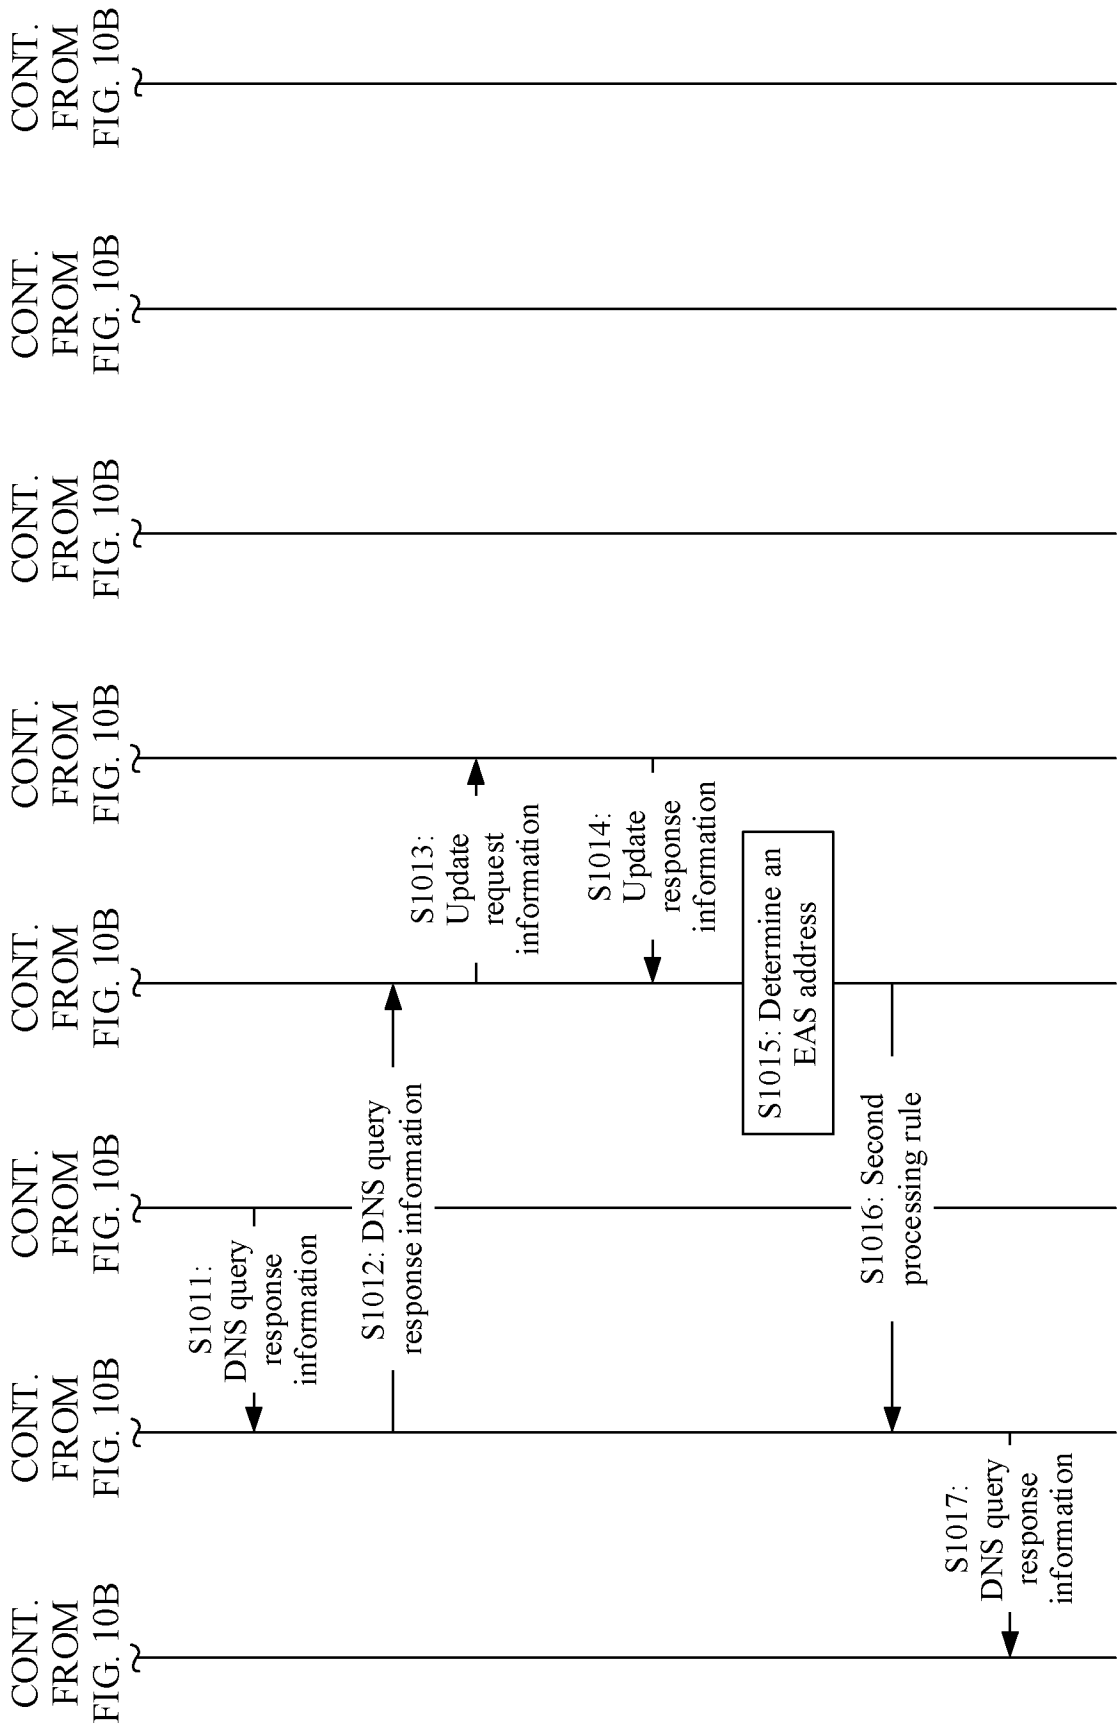 CONT.
FROM
FIG. 10B
CONT.
FROM
FIG. 10B
CONT.
FROM
FIG. 10B
CONT.
FROM
FIG. 10B
CONT.
FROM
FIG. 10B
CONT.
FROM
FIG. 10B
CONT.
FROM
FIG. 10B
CONT.
FROM
FIG. 10B
S1011:
DNS query
response
information
S1012: DNS query
response information
S1013:
Update
request
information
S1014:
Update
response
information
S1015: Determine an
EAS address
S1016: Second
processing rule
S1017:
DNS query
response
information